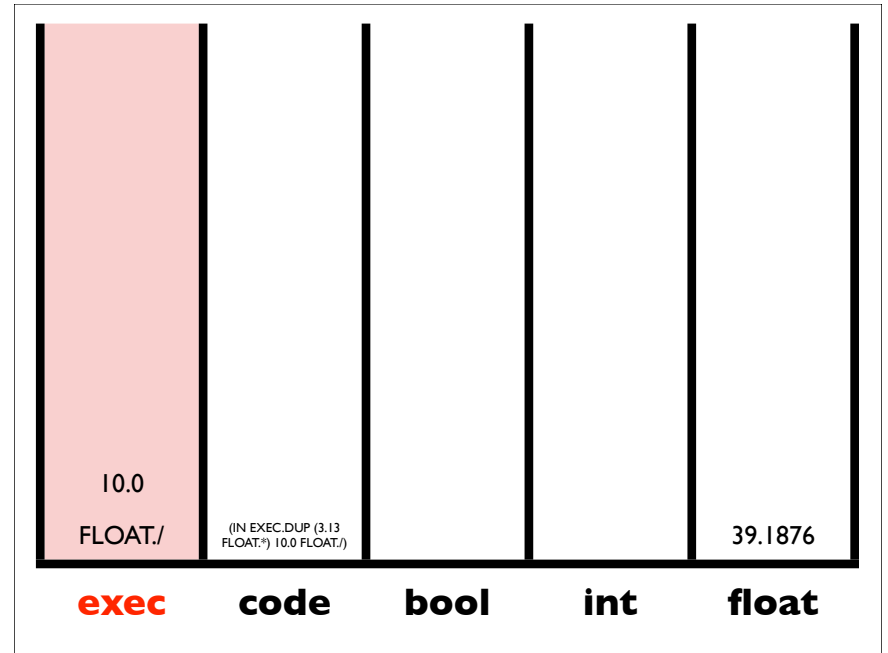 10.0
FLOAT./
(IN EXEC.DUP (3.13
FLOAT.*) 10.0 FLOAT./)
39.1876
exec
code
bool
int
float